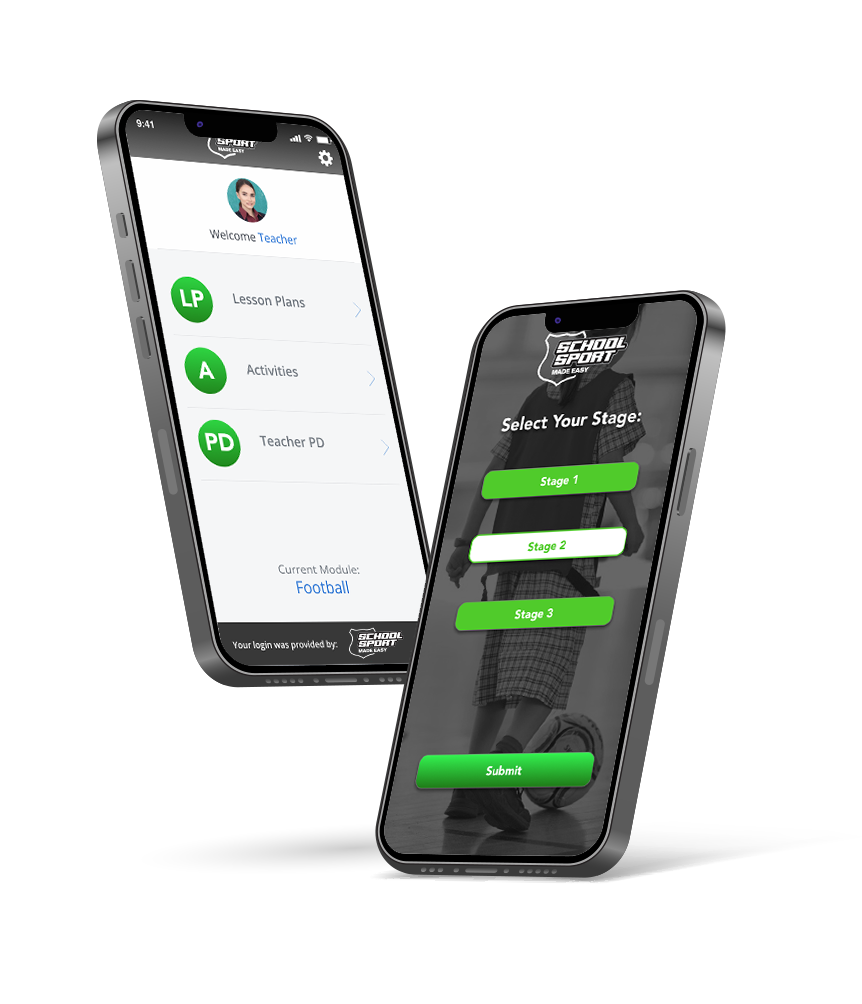 9:41
SPORT
MADE EASY
Welcome Teacher
LP
Lesson Plans
A
Activities
PD
Teacher PD
Current Module:
Football
Your login was provided by:
SCHOOL
SPORT
MADE EASY
SCHOOL
SPORT
MADE EASY
Select Your Stage:
Stage 1
Stage 2
Stage 3
Submit